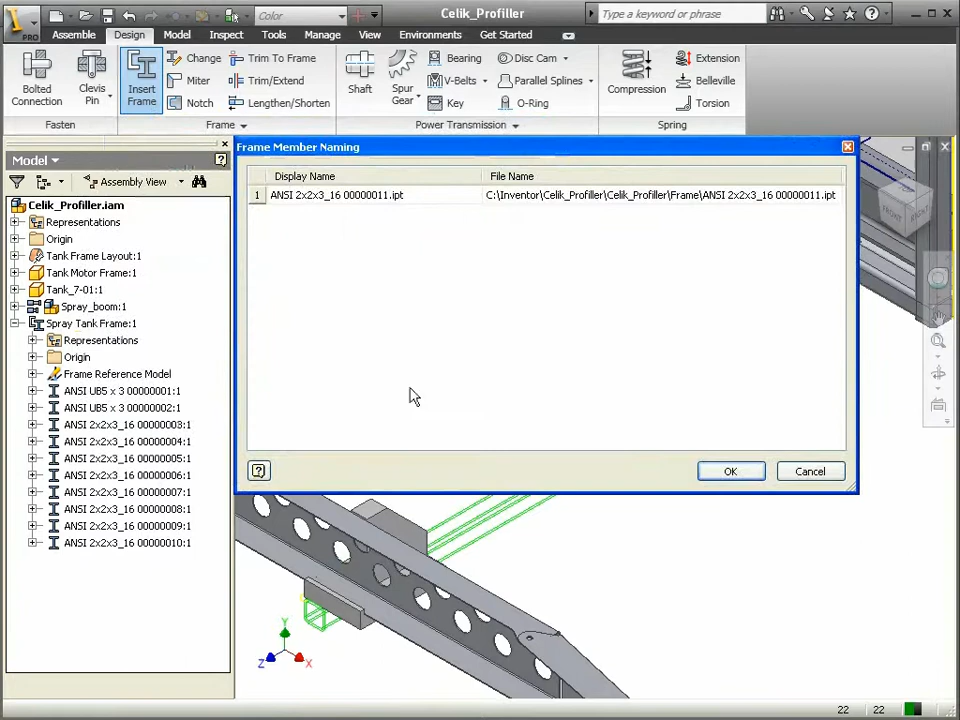 Color
Celik_Profiller
Type a keyword or phrase
PRO
Assemble Design Model Inspect Tools Manage View Environments Get Started
Bolted Connection
Clevis Pin
Insert Frame
Change
Miter
Notch
Trim To Frame
Trim/Extend
Lengthen/Shorten
Shaft
Spur Gear
Bearing
V-Belts
Key
Disc Cam
Parallel Splines
O-Ring
Compression
Extension
Belleville
Torsion
Fasten
Frame
Power Transmission
Spring
Model
Assembly View
Celik_Profiller.iam
Representations
Origin
Tank Frame Layout:1
Tank Motor Frame:1
Tank_7-01:1
Spray_boom:1
Spray Tank Frame:1
Representations
Origin
Frame Reference Model
ANSI UB5 x 3 00000001:1
ANSI UB5 x 3 00000002:1
ANSI 2x2x3_16 00000003:1
ANSI 2x2x3_16 00000004:1
ANSI 2x2x3_16 00000005:1
ANSI 2x2x3_16 00000006:1
ANSI 2x2x3_16 00000007:1
ANSI 2x2x3_16 00000008:1
ANSI 2x2x3_16 00000009:1
ANSI 2x2x3_16 00000010:1
Frame Member Naming
Display Name File Name
1 ANSI 2x2x3_16 00000011.ipt C:\Inventor\Celik_Profiller\Celik_Profiller\Frame\ANSI 2x2x3_16 00000011.ipt
OK Cancel
FRONT RIGHT
Y
Z X
22 22